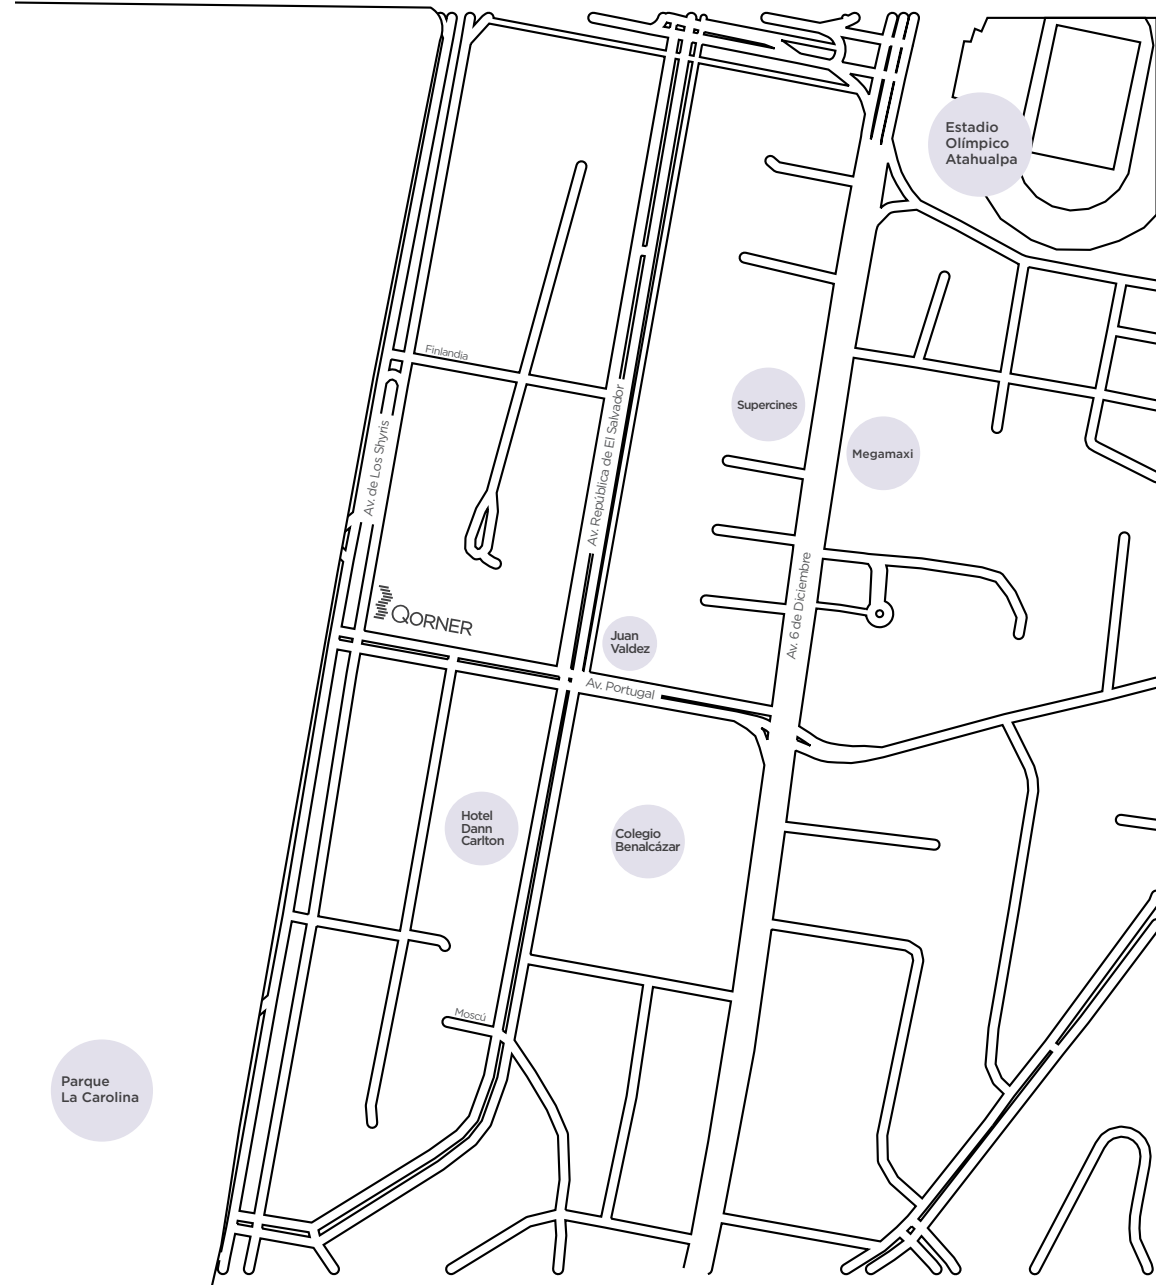 Estadio
Olímpico
Atahualpa
Finlandia
Av. de Los Shyris
Av. República de El Salvador
Supercines
Megamaxi
Av. 6 de Diciembre
QORNER
Juan
Valdez
Av. Portugal
Hotel
Dann
Carlton
Colegio
Benalcázar
Moscú
Parque
La Carolina